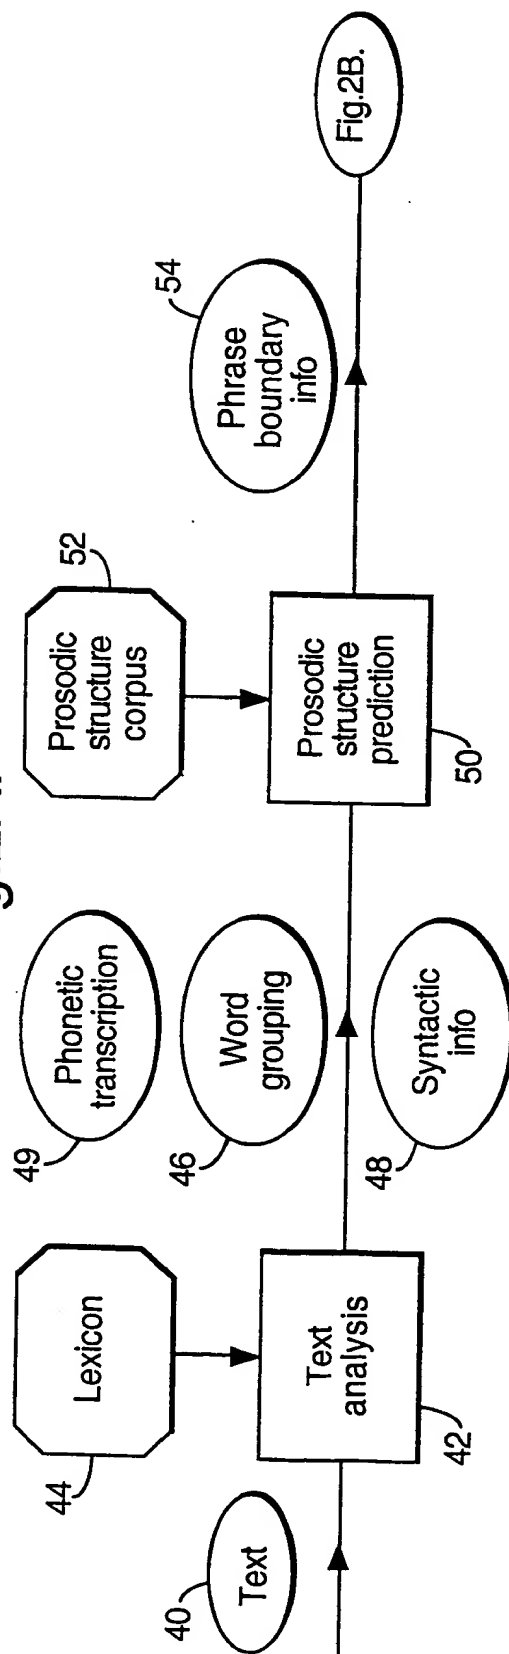 40
Text
44
Lexicon
Text
analysis
42
49
Phonetic
transcription
46
Word
grouping
48
Syntactic
info
52
Prosodic
structure
corpus
Prosodic
structure
prediction
50
54
Phrase
boundary
info
Fig.2B.